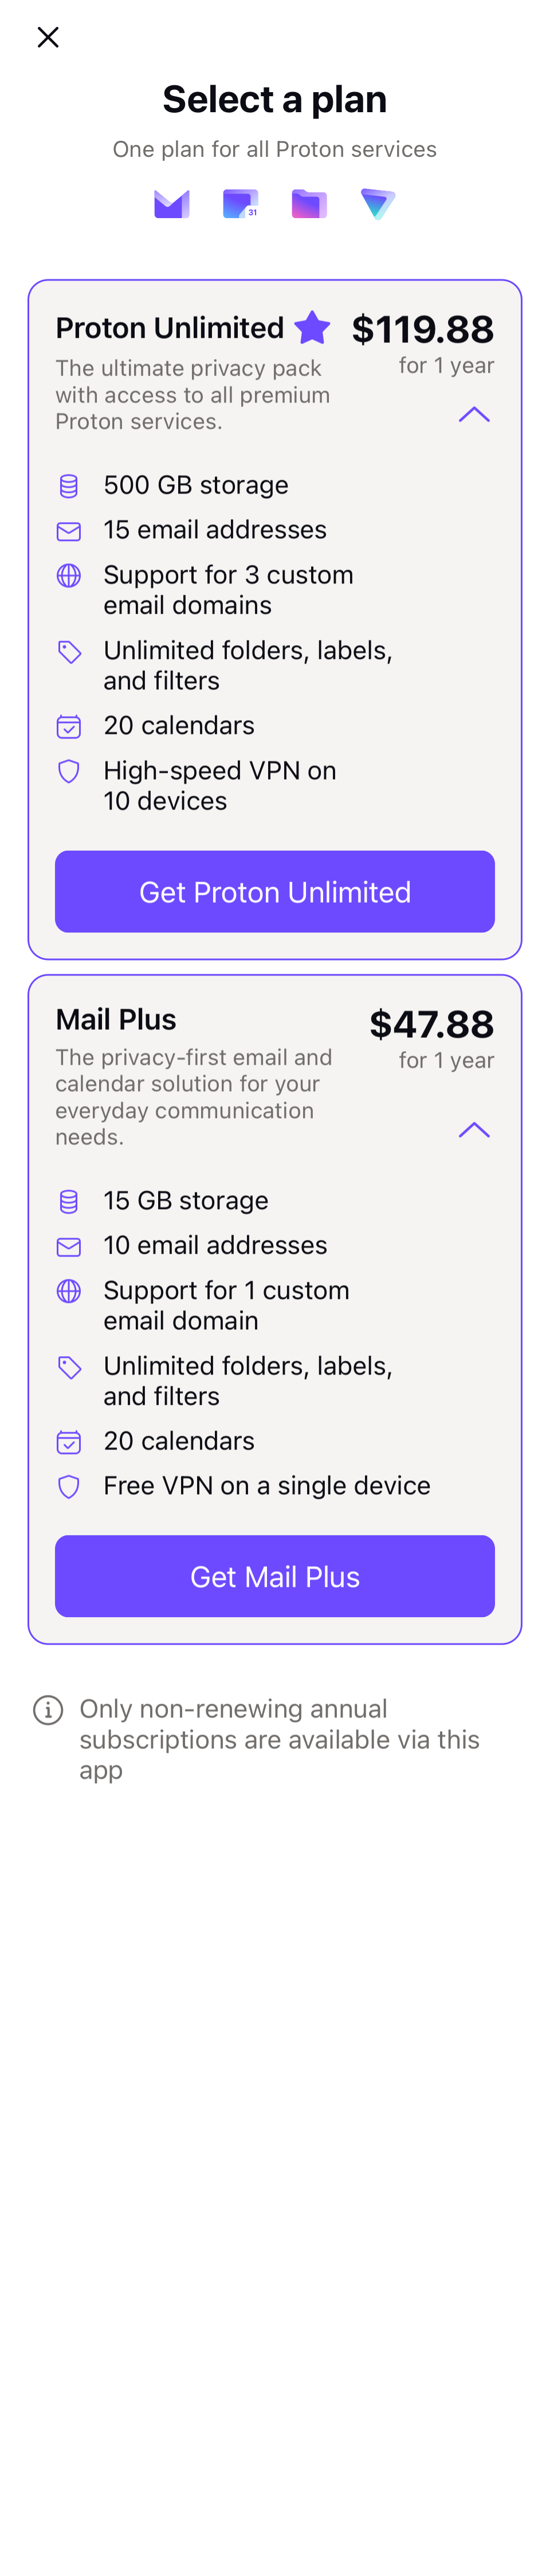 Select a plan
One plan for all Proton services
31
Proton Unlimited
$119.88
for 1 year
The ultimate privacy pack
with access to all premium
Proton services.
500 GB storage
15 email addresses
Support for 3 custom
email domains
Unlimited folders, labels,
and filters
20 calendars
High-speed VPN on
10 devices
Get Proton Unlimited
Mail Plus
$47.88
for 1 year
The privacy-first email and
calendar solution for your
everyday communication
needs.
15 GB storage
10 email addresses
Support for 1 custom
email domain
Unlimited folders, labels,
and filters
20 calendars
Free VPN on a single device
Get Mail Plus
Only non-renewing annual
subscriptions are available via this
app